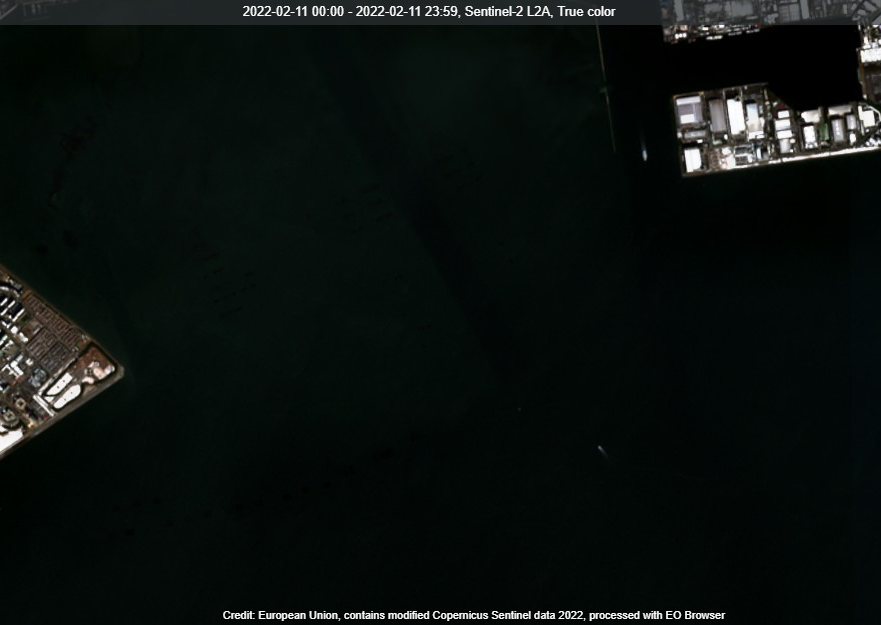 2022-02-11 00:00 - 2022-02-11 23:59, Sentinel-2 L2A, True color
Credit: European Union, contains modified Copernicus Sentinel data 2022, processed with EO Browser